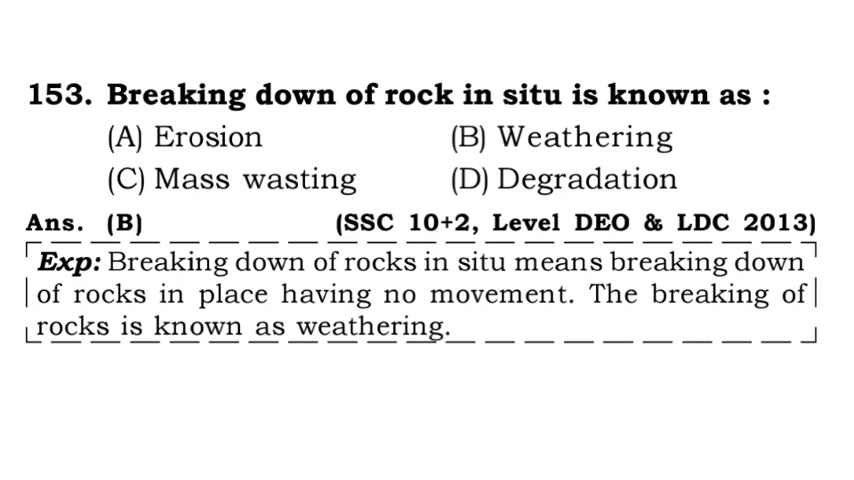 153. Breaking down of rock in situ is known as :
(A) Erosion (B) Weathering
(C) Mass wasting (D) Degradation
Ans. (B) (SSC 10+2, Level DEO & LDC 2013)
Exp: Breaking down of rocks in situ means breaking down
of rocks in place having no movement. The breaking of
rocks is known as weathering.